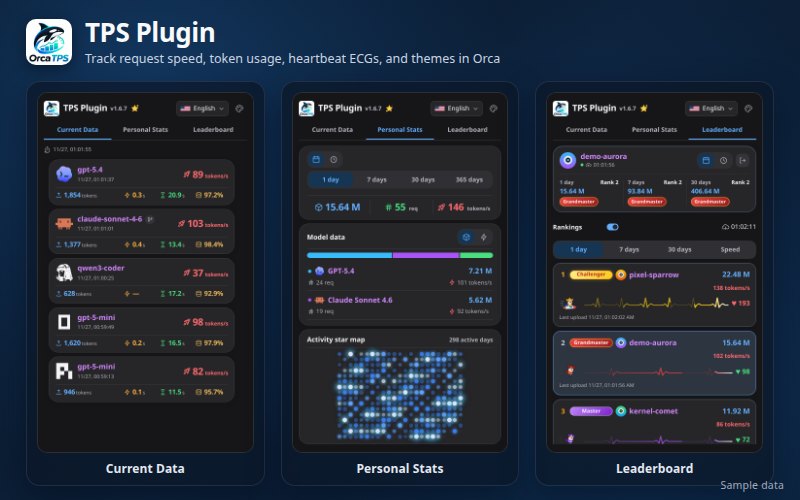 TPS Plugin
Track request speed, token usage, heartbeat ECGs, and themes in Orca
OrcaTPS
TPS Plugin v1.6.7
English
Current Data
Personal Stats
Leaderboard
11/27, 01:01:55
gpt-5.4
11/27, 01:01:37
89 tokens/s
1,854 tokens
0.3 s
20.9 s
97.2%
claude-sonnet-4-6
11/27, 01:01:01
103 tokens/s
1,377 tokens
0.4 s
13.4 s
98.4%
qwen3-coder
11/27, 01:00:25
37 tokens/s
628 tokens
—
17.2 s
92.9%
gpt-5-mini
11/27, 00:59:49
98 tokens/s
1,620 tokens
0.2 s
16.5 s
97.9%
gpt-5-mini
11/27, 00:59:13
82 tokens/s
946 tokens
0.1 s
11.5 s
95.7%
Current Data
TPS Plugin v1.6.7
English
Current Data
Personal Stats
Leaderboard
1 day
7 days
30 days
365 days
15.64 M
55 req
146 tokens/s
Model data
GPT-5.4
7.21 M
24 req
101 tokens/s
Claude Sonnet 4.6
5.62 M
19 req
92 tokens/s
Activity star map
298 active days
Personal Stats
TPS Plugin v1.6.7
English
Current Data
Personal Stats
Leaderboard
demo-aurora
01:01:56
1 day
Rank 2
15.64 M
Grandmaster
7 days
Rank 2
93.84 M
Grandmaster
30 days
Rank 2
406.64 M
Grandmaster
Rankings
01:02:11
1 day
7 days
30 days
Speed
1
Challenger
pixel-sparrow
22.48 M
138 tokens/s
193
Last upload 11/27, 01:02:02 AM
2
Grandmaster
demo-aurora
15.64 M
102 tokens/s
98
Last upload 11/27, 01:01:56 AM
3
Master
kernel-comet
11.92 M
86 tokens/s
72
Leaderboard
Sample data